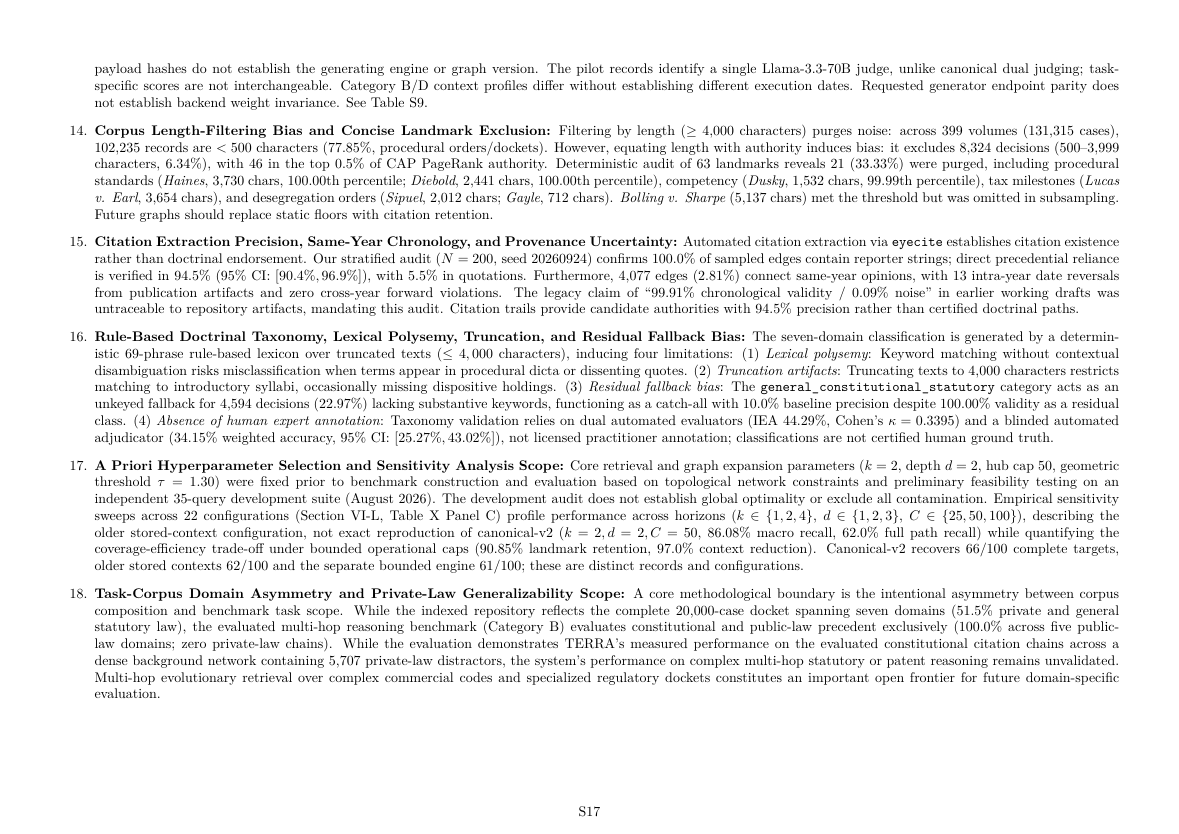 payload hashes do not establish the generating engine or graph version. The pilot records identify a single Llama-3.3-70B judge, unlike canonical dual judging; task-
specific scores are not interchangeable. Category B/D context profiles differ without establishing different execution dates. Requested generator endpoint parity does
not establish backend weight invariance. See Table S9.
14. Corpus Length-Filtering Bias and Concise Landmark Exclusion: Filtering by length (≥ 4,000 characters) purges noise: across 399 volumes (131,315 cases),
102,235 records are < 500 characters (77.85%, procedural orders/dockets). However, equating length with authority induces bias: it excludes 8,324 decisions (500–3,999
characters, 6.34%), with 46 in the top 0.5% of CAP PageRank authority. Deterministic audit of 63 landmarks reveals 21 (33.33%) were purged, including procedural
standards (Haines, 3,730 chars, 100.00th percentile; Diebold, 2,441 chars, 100.00th percentile), competency (Dusky, 1,532 chars, 99.99th percentile), tax milestones (Lucas
v. Earl, 3,654 chars), and desegregation orders (Sipuel, 2,012 chars; Gayle, 712 chars). Bolling v. Sharpe (5,137 chars) met the threshold but was omitted in subsampling.
Future graphs should replace static floors with citation retention.
15. Citation Extraction Precision, Same-Year Chronology, and Provenance Uncertainty: Automated citation extraction via eyecite establishes citation existence
rather than doctrinal endorsement. Our stratified audit (N = 200, seed 20260924) confirms 100.0% of sampled edges contain reporter strings; direct precedential reliance
is verified in 94.5% (95% CI: [90.4%, 96.9%]), with 5.5% in quotations. Furthermore, 4,077 edges (2.81%) connect same-year opinions, with 13 intra-year date reversals
from publication artifacts and zero cross-year forward violations. The legacy claim of “99.91% chronological validity / 0.09% noise” in earlier working drafts was
untraceable to repository artifacts, mandating this audit. Citation trails provide candidate authorities with 94.5% precision rather than certified doctrinal paths.
16. Rule-Based Doctrinal Taxonomy, Lexical Polysemy, Truncation, and Residual Fallback Bias: The seven-domain classification is generated by a determin-
istic 69-phrase rule-based lexicon over truncated texts (≤ 4,000 characters), inducing four limitations: (1) Lexical polysemy: Keyword matching without contextual
disambiguation risks misclassification when terms appear in procedural dicta or dissenting quotes. (2) Truncation artifacts: Truncating texts to 4,000 characters restricts
matching to introductory syllabi, occasionally missing dispositive holdings. (3) Residual fallback bias: The general_constitutional_statutory category acts as an
unkeyed fallback for 4,594 decisions (22.97%) lacking substantive keywords, functioning as a catch-all with 10.0% baseline precision despite 100.00% validity as a residual
class. (4) Absence of human expert annotation: Taxonomy validation relies on dual automated evaluators (IEA 44.29%, Cohen's κ = 0.3395) and a blinded automated
adjudicator (34.15% weighted accuracy, 95% CI: [25.27%, 43.02%]), not licensed practitioner annotation; classifications are not certified human ground truth.
17. A Priori Hyperparameter Selection and Sensitivity Analysis Scope: Core retrieval and graph expansion parameters (k = 2, depth d = 2, hub cap 50, geometric
threshold τ = 1.30) were fixed prior to benchmark construction and evaluation based on topological network constraints and preliminary feasibility testing on an
independent 35-query development suite (August 2026). The development audit does not establish global optimality or exclude all contamination. Empirical sensitivity
sweeps across 22 configurations (Section VI-L, Table X Panel C) profile performance across horizons (k ∈ {1, 2, 4}, d ∈ {1, 2, 3}, C ∈ {25, 50, 100}), describing the
older stored-context configuration, not exact reproduction of canonical-v2 (k = 2, d = 2, C = 50, 86.08% macro recall, 62.0% full path recall) while quantifying the
coverage-efficiency trade-off under bounded operational caps (90.85% landmark retention, 97.0% context reduction). Canonical-v2 recovers 66/100 complete targets,
older stored contexts 62/100 and the separate bounded engine 61/100; these are distinct records and configurations.
18. Task-Corpus Domain Asymmetry and Private-Law Generalizability Scope: A core methodological boundary is the intentional asymmetry between corpus
composition and benchmark task scope. While the indexed repository reflects the complete 20,000-case docket spanning seven domains (51.5% private and general
statutory law), the evaluated multi-hop reasoning benchmark (Category B) evaluates constitutional and public-law precedent exclusively (100.0% across five public-
law domains; zero private-law chains). While the evaluation demonstrates TERRA's measured performance on the evaluated constitutional citation chains across a
dense background network containing 5,707 private-law distractors, the system's performance on complex multi-hop statutory or patent reasoning remains unvalidated.
Multi-hop evolutionary retrieval over complex commercial codes and specialized regulatory dockets constitutes an important open frontier for future domain-specific
evaluation.
S17